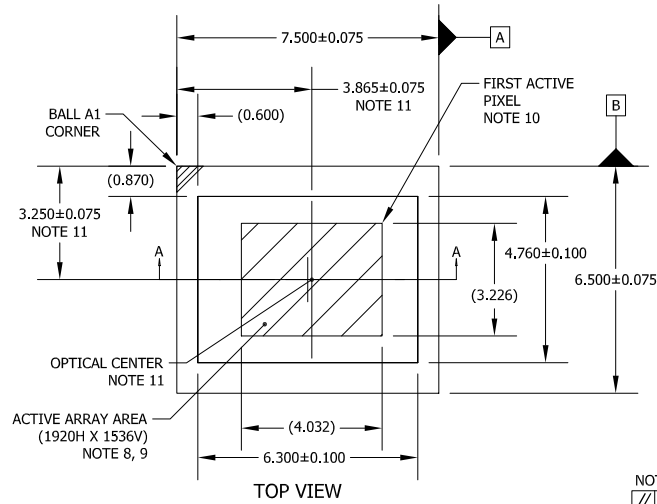 7.500±0.075
A
3.865±0.075
NOTE 11
FIRST ACTIVE
PIXEL
NOTE 10
BALL A1
CORNER
(0.600)
B
(0.870)
3.250±0.075
NOTE 11
A
A
4.760±0.100
6.500±0.075
(3.226)
OPTICAL CENTER
NOTE 11
ACTIVE ARRAY AREA
(1920H X 1536V)
NOTE 8, 9
(4.032)
6.300±0.100
TOP VIEW